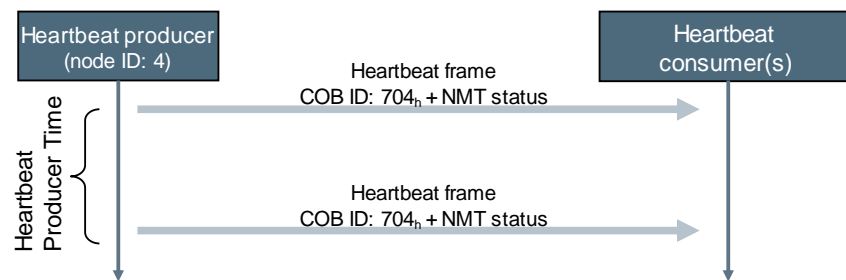 Heartbeat producer
(node ID: 4)
Heartbeat
consumer(s)
Heartbeat frame
COB ID: 704ₕ + NMT status
Heartbeat
Producer Time
Heartbeat frame
COB ID: 704ₕ + NMT status